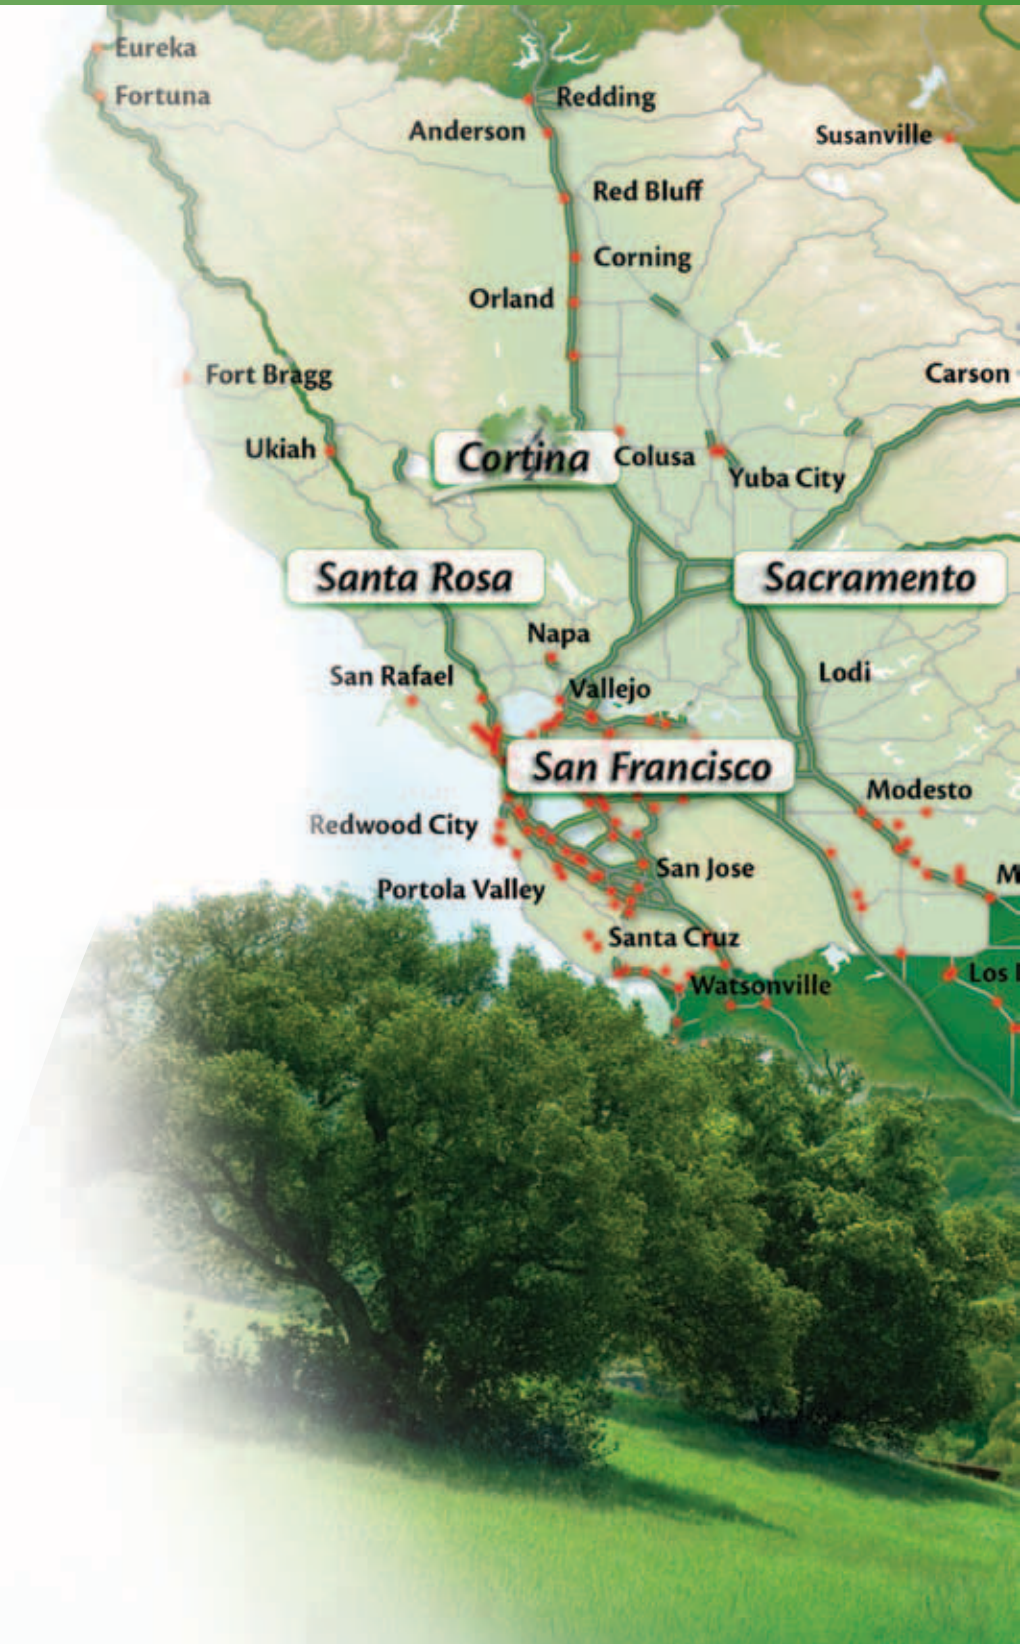 Eureka
Fortuna
Redding
Anderson
Susanville
Red Bluff
Corning
Orland
Fort Bragg
Carson
Ukiah
Cortina
Colusa
Yuba City
Santa Rosa
Sacramento
Napa
San Rafael
Lodi
Vallejo
San Francisco
Modesto
Redwood City
San Jose
M
Portola Valley
Santa Cruz
Los
Watsonville